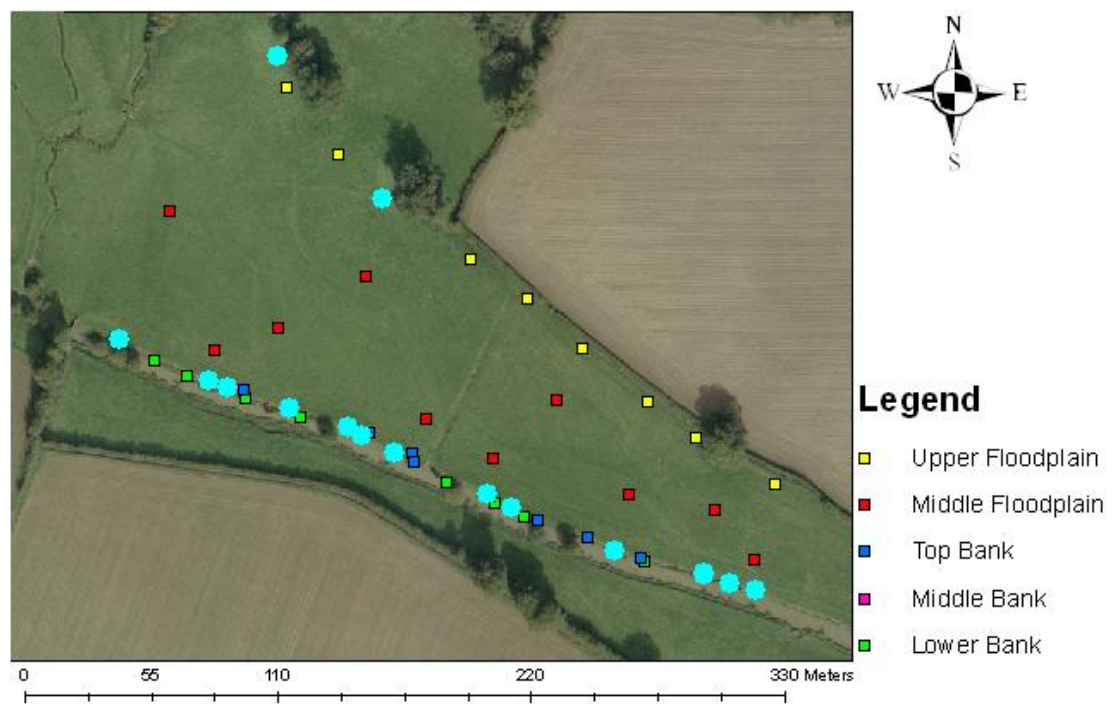 N
W E
S
Legend
Upper Floodplain
Middle Floodplain
Top Bank
Middle Bank
Lower Bank
0 55 110 220 330 Meters